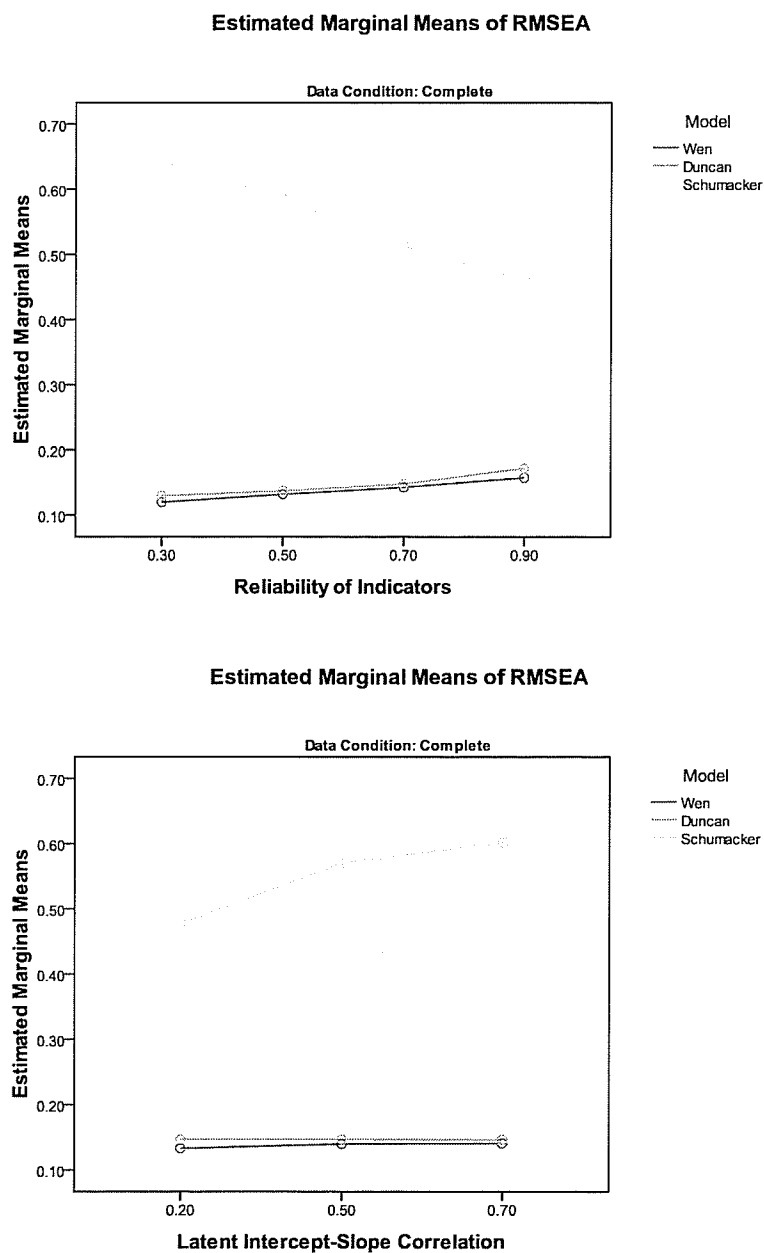 Estimated Marginal Means of RMSEA
Data Condition: Complete
Model
Wen
Duncan
Schumacker
Estimated Marginal Means
0.70
0.60
0.50
0.40
0.30
0.20
0.10
0.30
0.50
0.70
0.90
Reliability of Indicators
Estimated Marginal Means of RMSEA
Data Condition: Complete
Model
Wen
Duncan
Schumacker
Estimated Marginal Means
0.70
0.60
0.50
0.40
0.30
0.20
0.10
0.20
0.50
0.70
Latent Intercept-Slope Correlation